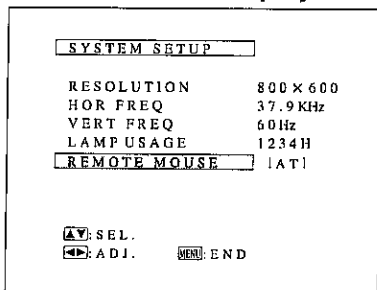 SYSTEM SETUP
RESOLUTION 800×600
HOR FREQ 37.9KHz
VERT FREQ 60Hz
LAMP USAGE 1234H
REMOTE MOUSE [AT]
▲▼:SEL.
◄►:ADJ. MENU:END